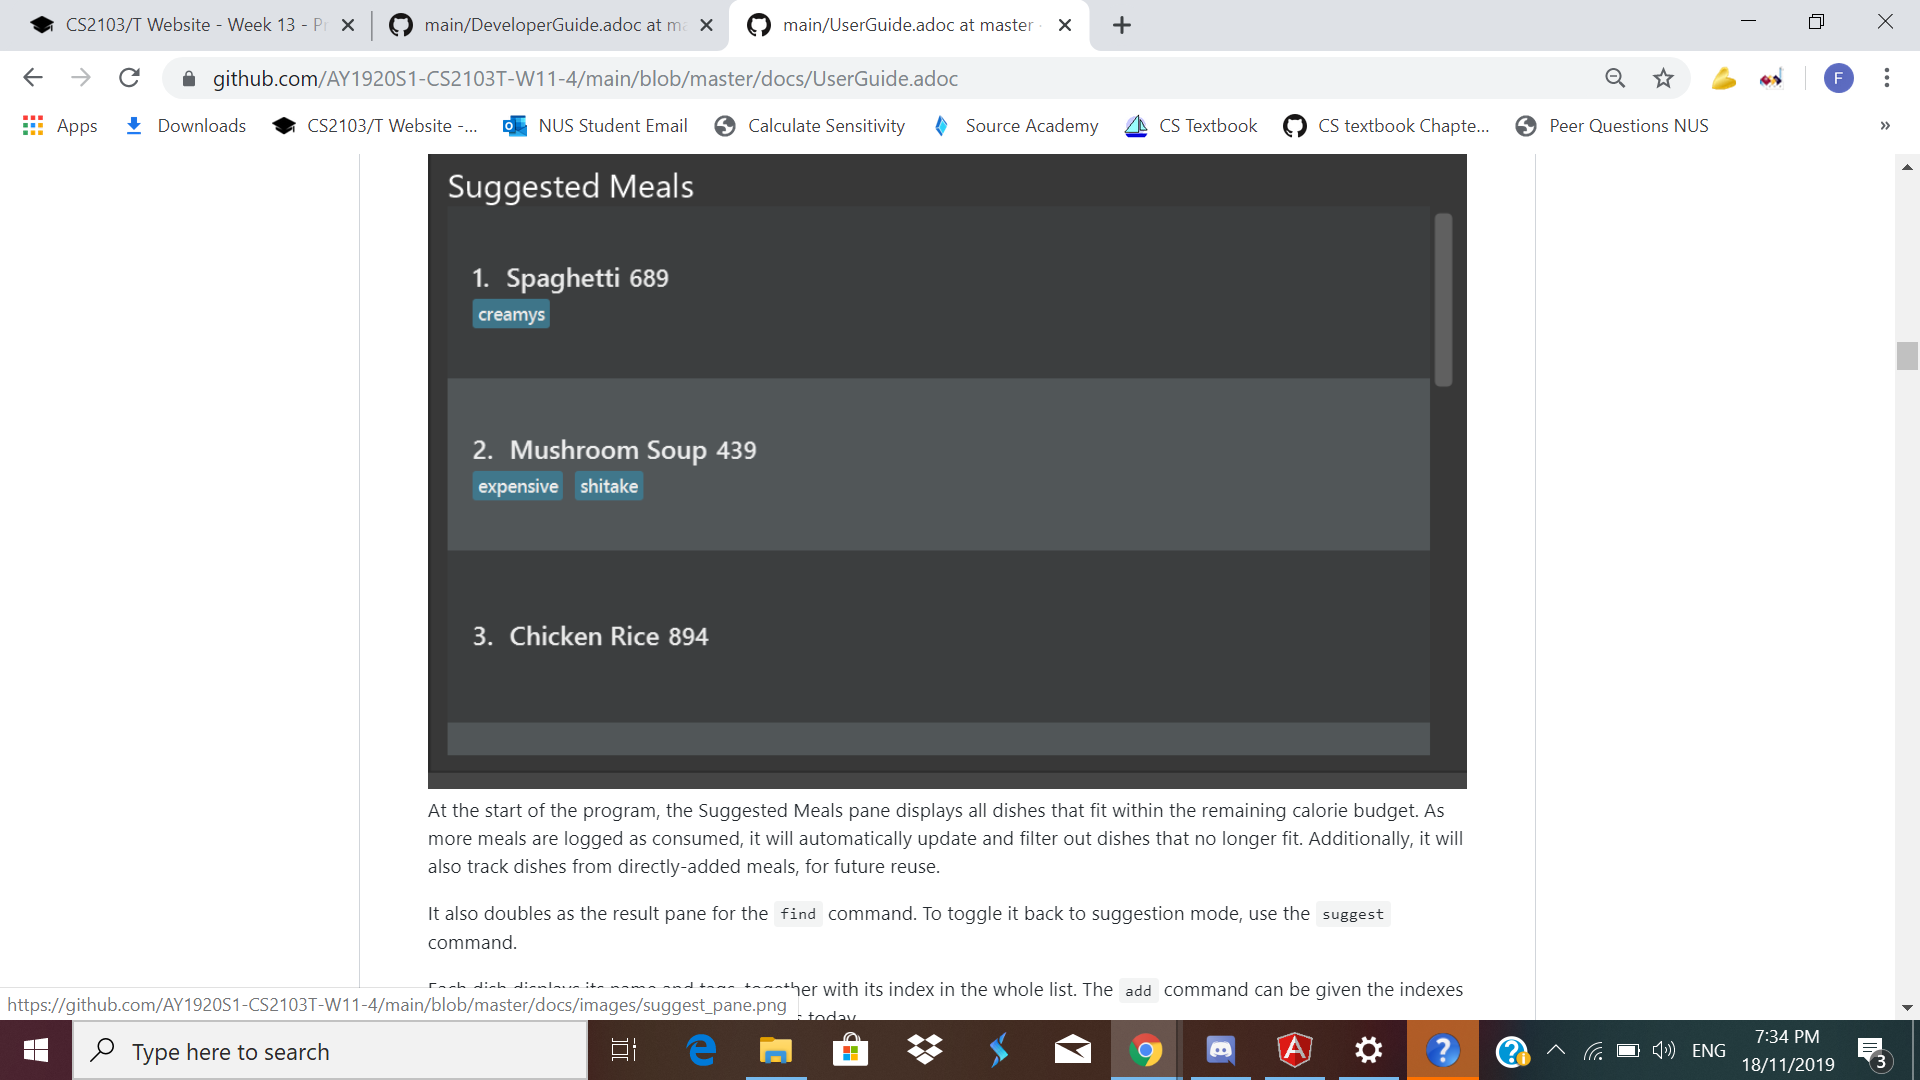 CS2103/T Website - Week 13 - Pr
main/DeveloperGuide.adoc at ma
main/UserGuide.adoc at master
github.com/AY1920S1-CS2103T-W11-4/main/blob/master/docs/UserGuide.adoc
F
Apps
Downloads
CS2103/T Website -...
NUS Student Email
Calculate Sensitivity
Source Academy
CS Textbook
CS textbook Chapte...
Peer Questions NUS
»
Suggested Meals
1. Spaghetti 689
creamys
2. Mushroom Soup 439
expensive shitake
3. Chicken Rice 894
At the start of the program, the Suggested Meals pane displays all dishes that fit within the remaining calorie budget. As
more meals are logged as consumed, it will automatically update and filter out dishes that no longer fit. Additionally, it will
also track dishes from directly-added meals, for future reuse.
It also doubles as the result pane for the find command. To toggle it back to suggestion mode, use the suggest
command.
Each dish displays its name and tags, together with its index in the whole list. The add command can be given the indexes
today
https://github.com/AY1920S1-CS2103T-W11-4/main/blob/master/docs/images/suggest_pane.png
Type here to search
ENG
7:34 PM
18/11/2019
3